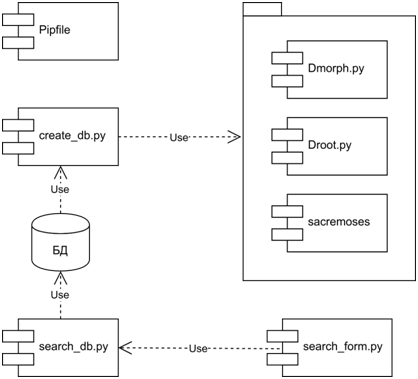 Pipfile
Dmorph.py
create_db.py
Use
Droot.py
Use
sacremoses
БД
Use
search_db.py
Use
search_form.py